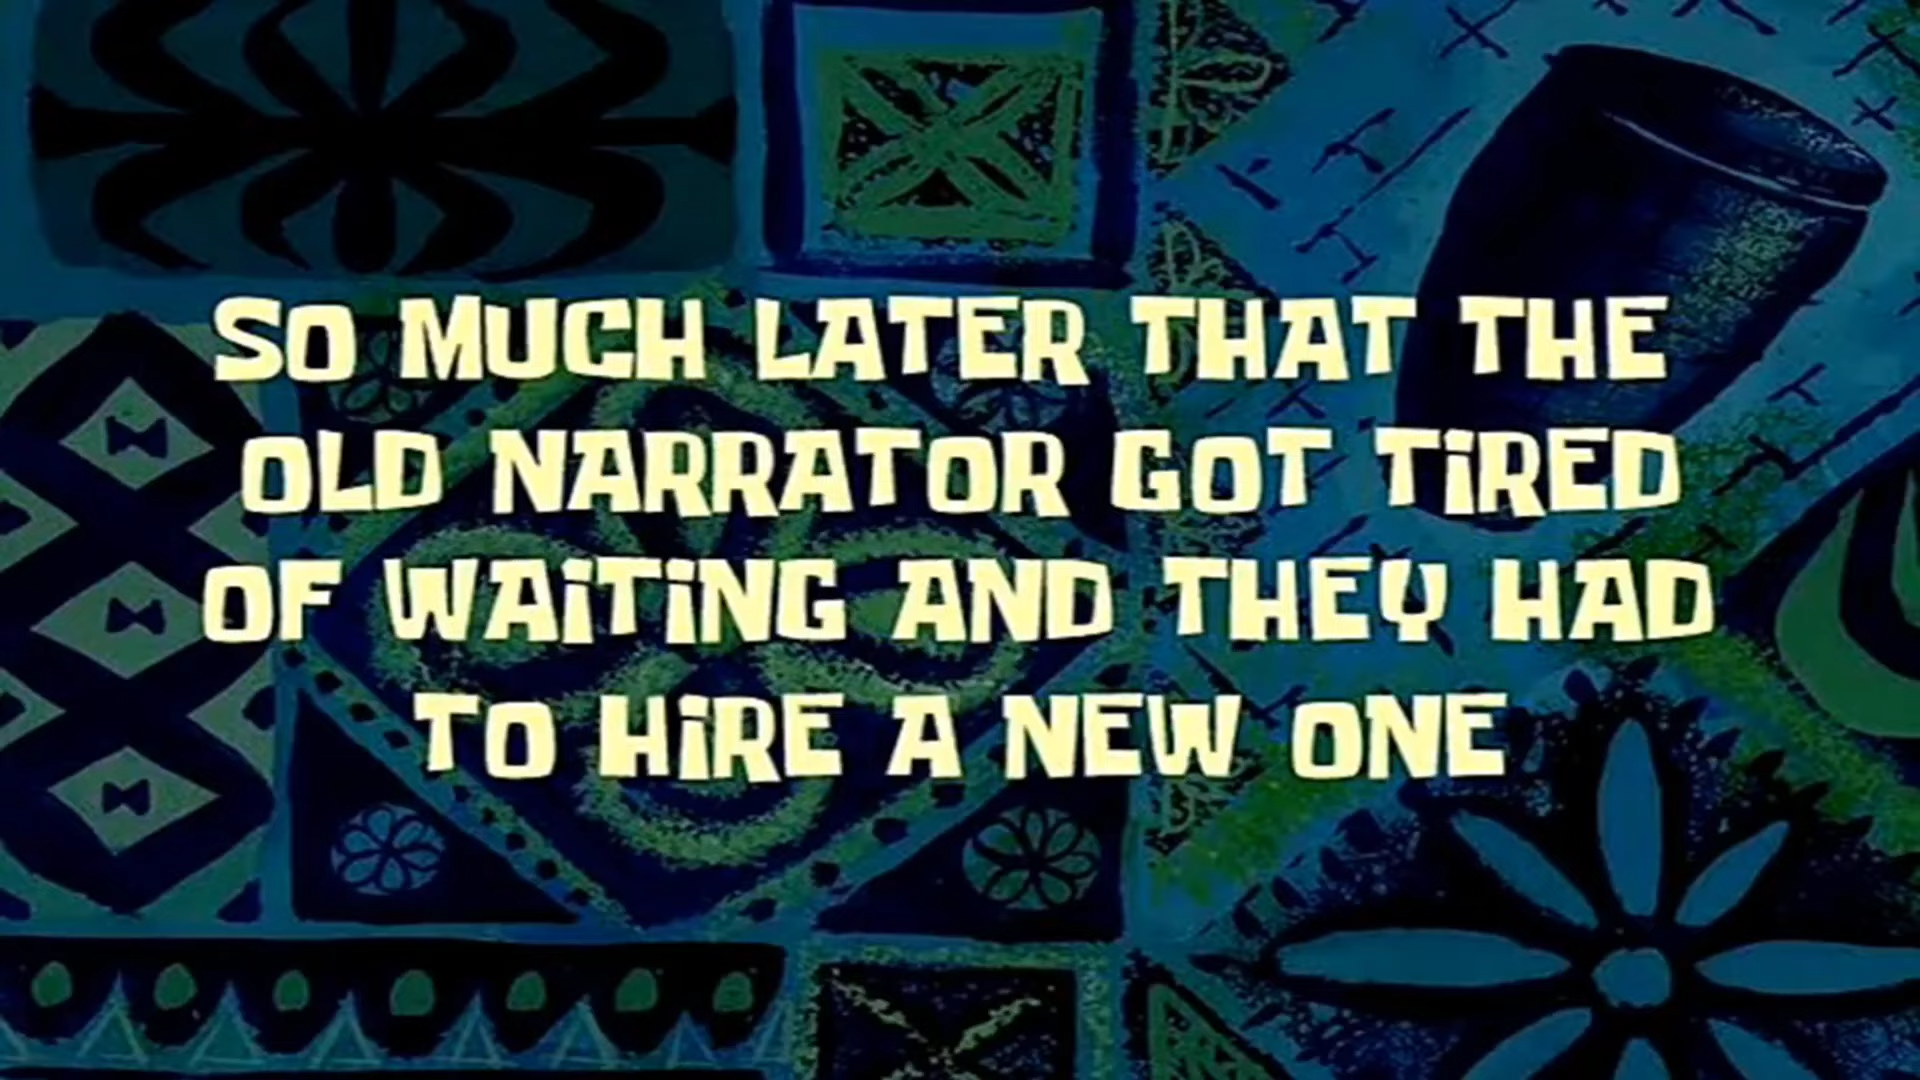 SO MUCH LATER THAT THE
OLD NARRATOR GOT TiRED
OF WAiTiNG AND THEY HAD
TO HiRE A NEW ONE